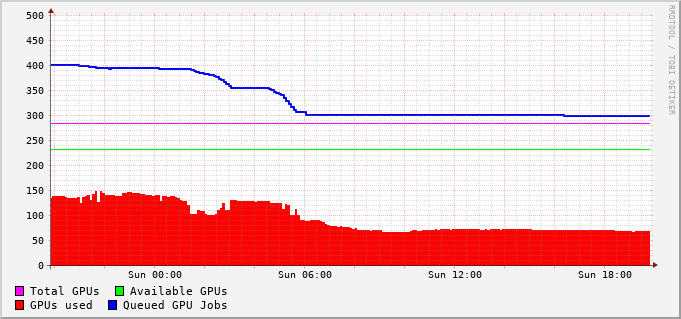 500
450
400
350
300
250
200
150
100
50
0
Sun 00:00 Sun 06:00 Sun 12:00 Sun 18:00
Total GPUs Available GPUs
GPUs used Queued GPU Jobs
RRDTOOL / TOBI OETIKER